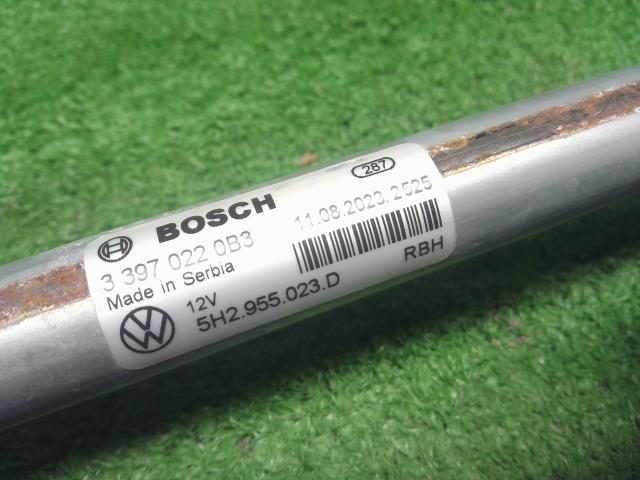 287
BOSCH 11.08.2023. 2525
3 397 022 0B3
Made in Serbia RBH
12V
5H2.955.023.D